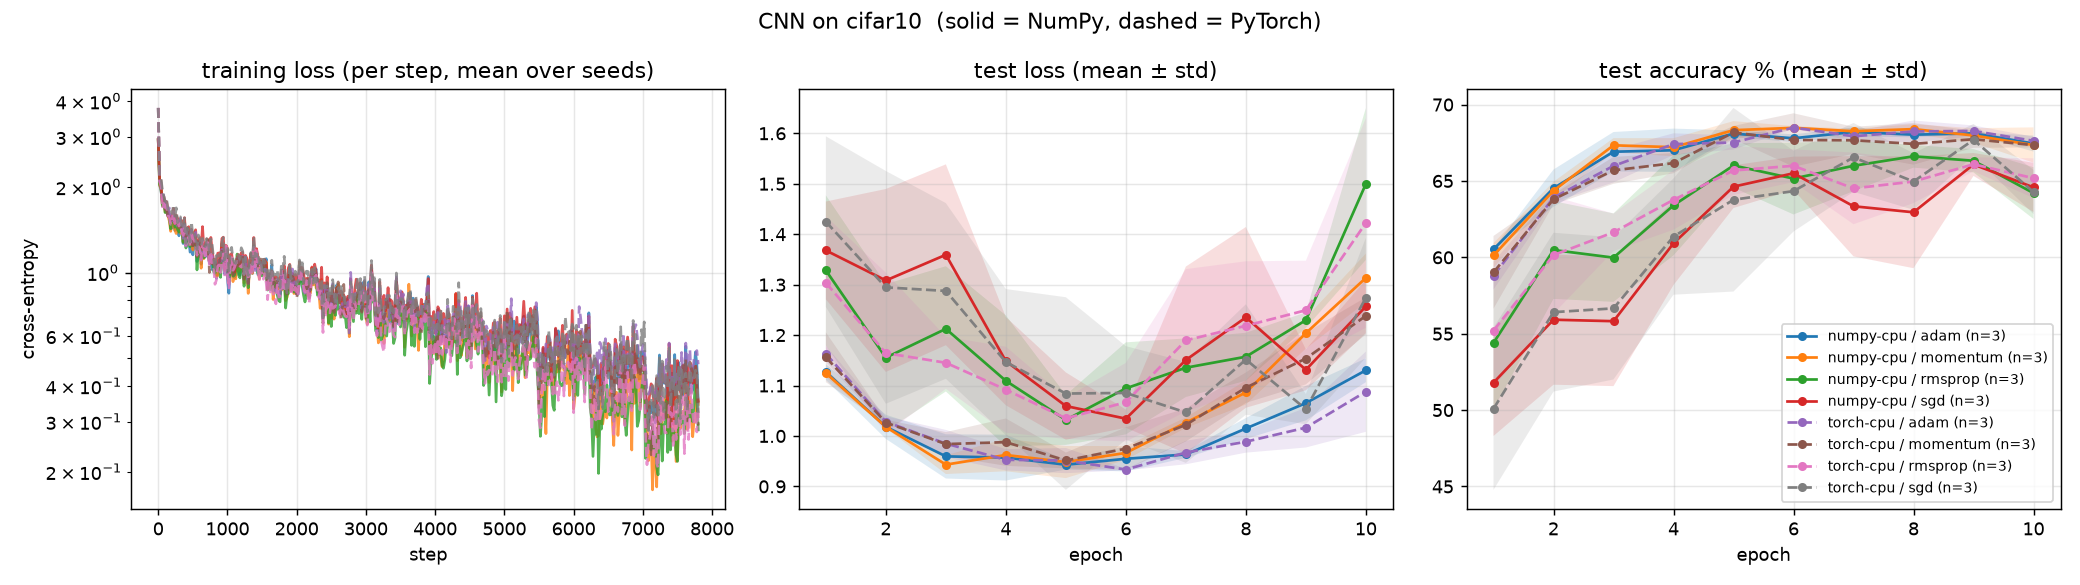 CNN on cifar10  (solid = NumPy, dashed = PyTorch)
training loss (per step, mean over seeds)
cross-entropy
4 × 10⁰
3 × 10⁰
2 × 10⁰
10⁰
6 × 10⁻¹
4 × 10⁻¹
3 × 10⁻¹
2 × 10⁻¹
0 1000 2000 3000 4000 5000 6000 7000 8000
step
test loss (mean ± std)
1.6
1.5
1.4
1.3
1.2
1.1
1.0
0.9
2 4 6 8 10
epoch
test accuracy % (mean ± std)
70
65
60
55
50
45
numpy-cpu / adam (n=3)
numpy-cpu / momentum (n=3)
numpy-cpu / rmsprop (n=3)
numpy-cpu / sgd (n=3)
torch-cpu / adam (n=3)
torch-cpu / momentum (n=3)
torch-cpu / rmsprop (n=3)
torch-cpu / sgd (n=3)
2 4 6 8 10
epoch